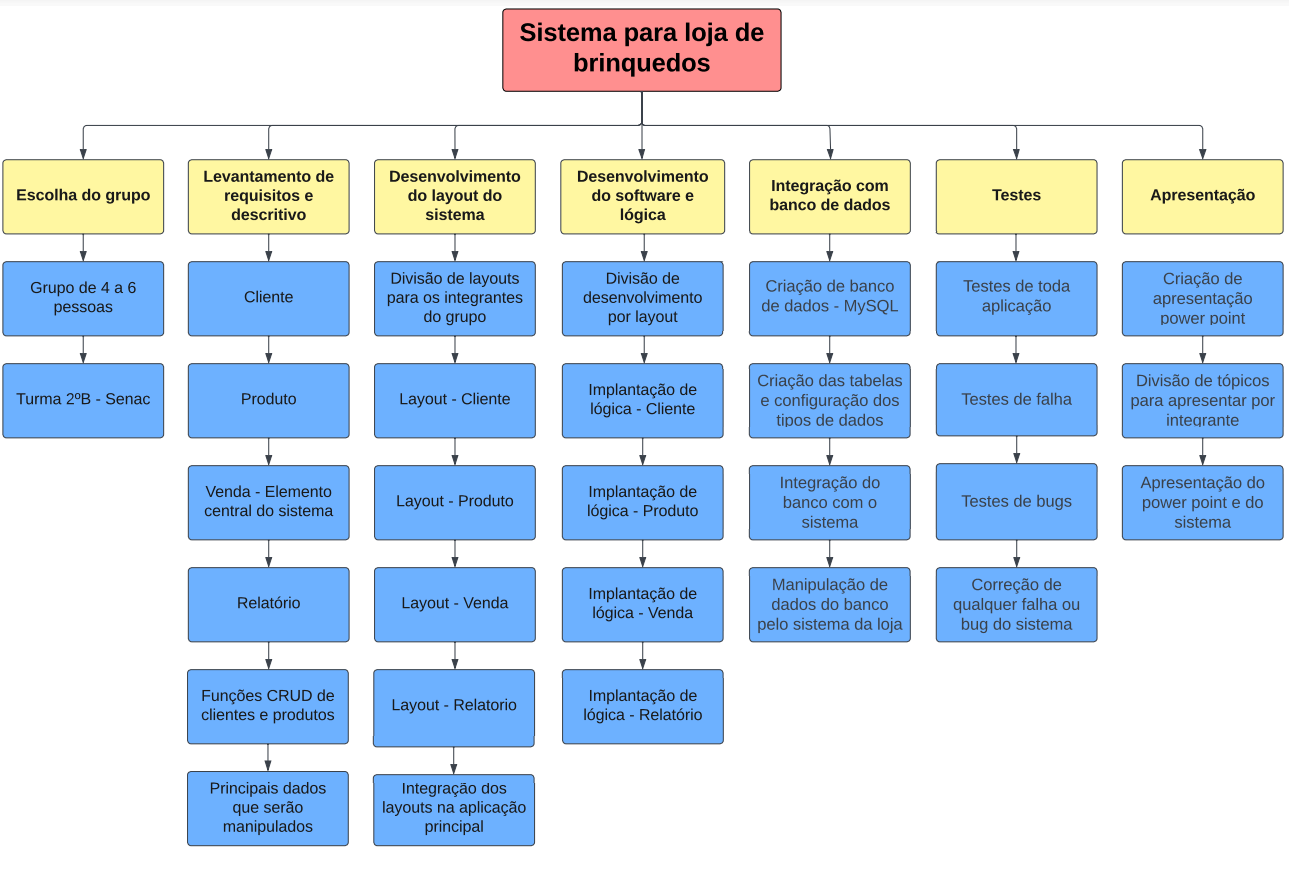 Sistema para loja de
brinquedos
Escolha do grupo
Grupo de 4 a 6
pessoas
Turma 2ºB - Senac
Levantamento de
requisitos e
descritivo
Cliente
Produto
Venda - Elemento
central do sistema
Relatório
Funções CRUD de
clientes e produtos
Principais dados
que serão
manipulados
Desenvolvimento
do layout do
sistema
Divisão de layouts
para os integrantes
do grupo
Layout - Cliente
Layout - Produto
Layout - Venda
Layout - Relatorio
Integração dos
layouts na aplicação
principal
Desenvolvimento
do software e
lógica
Divisão de
desenvolvimento
por layout
Implantação de
lógica - Cliente
Implantação de
lógica - Produto
Implantação de
lógica - Venda
Implantação de
lógica - Relatório
Integração com
banco de dados
Criação de banco
de dados - MySQL
Criação das tabelas
e configuração dos
tipos de dados
Integração do
banco com o
sistema
Manipulação de
dados do banco
pelo sistema da loja
Testes
Testes de toda
aplicação
Testes de falha
Testes de bugs
Correção de
qualquer falha ou
bug do sistema
Apresentação
Criação de
apresentação
power point
Divisão de tópicos
para apresentar por
integrante
Apresentação do
power point e do
sistema